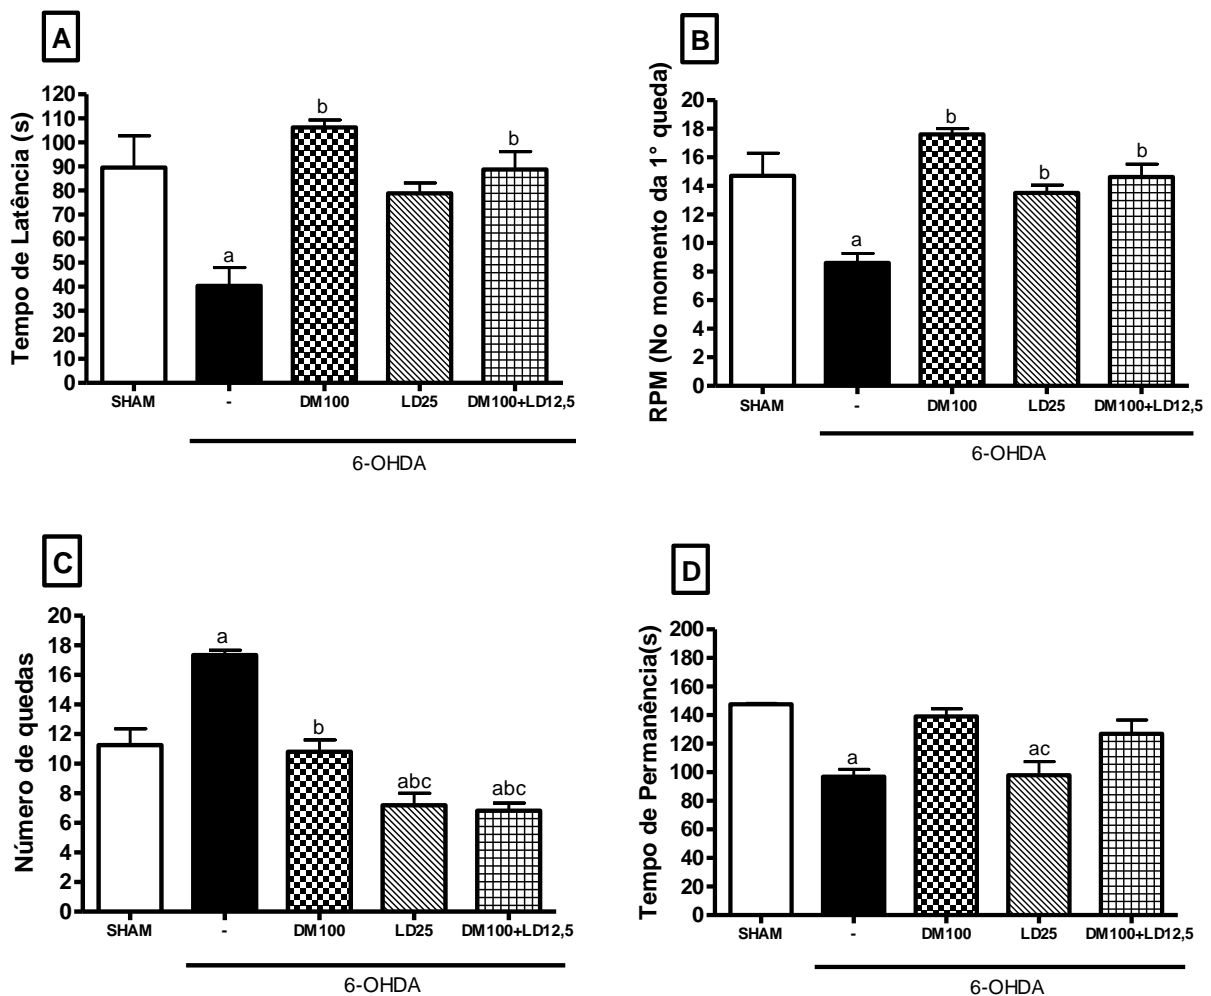 A
Tempo de Latência (s)
120
110
100
90
80
70
60
50
40
30
20
10
0
a
b
b
SHAM
-
DM100
LD25
DM100+LD12,5
6-OHDA
B
RPM (No momento da 1° queda)
20
18
16
14
12
10
8
6
4
2
0
a
b
b
b
SHAM
-
DM100
LD25
DM100+LD12,5
6-OHDA
C
Número de quedas
20
18
16
14
12
10
8
6
4
2
0
a
b
abc
abc
SHAM
-
DM100
LD25
DM100+LD12,5
6-OHDA
D
Tempo de Permanência(s)
200
180
160
140
120
100
80
60
40
20
0
a
ac
SHAM
-
DM100
LD25
DM100+LD12,5
6-OHDA